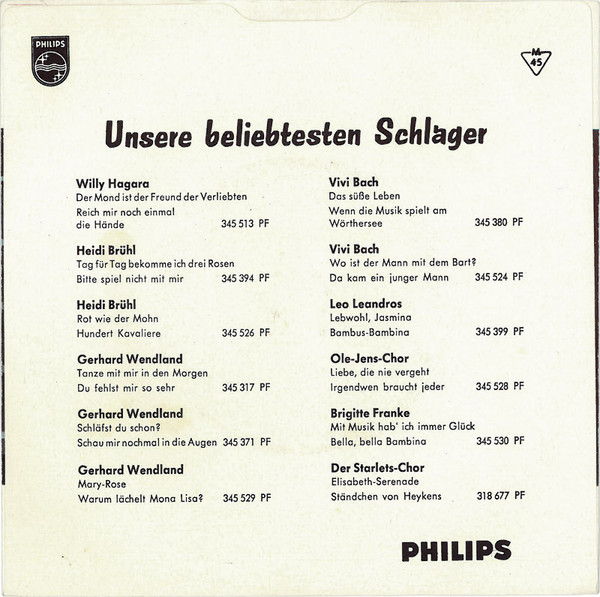 PHILIPS
M
45
Unsere beliebtesten Schlager
Willy Hagara
Der Mond ist der Freund der Verliebten
Reich mir noch einmal
die Hände 345 513 PF
Heidi Brühl
Tag für Tag bekomme ich drei Rosen
Bitte spiel nicht mit mir 345 394 PF
Heidi Brühl
Rot wie der Mohn
Hundert Kavaliere 345 526 PF
Gerhard Wendland
Tanze mit mir in den Morgen
Du fehlst mir so sehr 345 317 PF
Gerhard Wendland
Schläfst du schon?
Schau mir nochmal in die Augen 345 371 PF
Gerhard Wendland
Mary-Rose
Warum lächelt Mona Lisa? 345 529 PF
Vivi Bach
Das süße Leben
Wenn die Musik spielt am
Wörthersee 345 380 PF
Vivi Bach
Wo ist der Mann mit dem Bart?
Da kam ein junger Mann 345 524 PF
Leo Leandros
Lebwohl, Jasmina
Bambus-Bambina 345 399 PF
Ole-Jens-Chor
Liebe, die nie vergeht
Irgendwen braucht jeder 345 528 PF
Brigitte Franke
Mit Musik hab' ich immer Glück
Bella, bella Bambina 345 530 PF
Der Starlets-Chor
Elisabeth-Serenade
Ständchen von Heykens 318 677 PF
PHILIPS